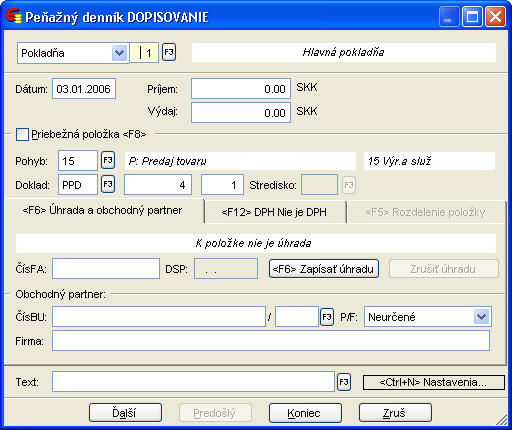 Peňažný denník DOPISOVANIE
Pokladňa 1 F3 Hlavná pokladňa
Dátum: 03.01.2006 Príjem: 0.00 SKK
Výdaj: 0.00 SKK
Priebežná položka <F8>
Pohyb: 15 F3 P: Predaj tovaru 15 Výr.a služ
Doklad: PPD F3 4 1 Stredisko: F3
<F6> Úhrada a obchodný partner <F12> DPH Nie je DPH <F5> Rozdelenie položky
K položke nie je úhrada
ČísFA: DSP: . . <F6> Zapísať úhradu Zrušiť úhradu
Obchodný partner:
ČísBU: / F3 P/F: Neurčené
Firma:
Text: F3 <Ctrl+N> Nastavenia...
Ďalší Predošlý Koniec Zruš